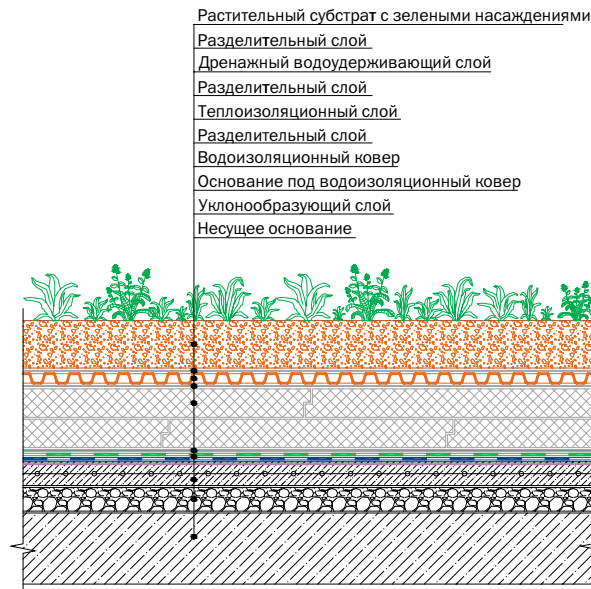 Растительный субстрат с зелеными насаждениями
Разделительный слой
Дренажный водоудерживающий слой
Разделительный слой
Теплоизоляционный слой
Разделительный слой
Водоизоляционный ковер
Основание под водоизоляционный ковер
Уклонообразующий слой
Несущее основание